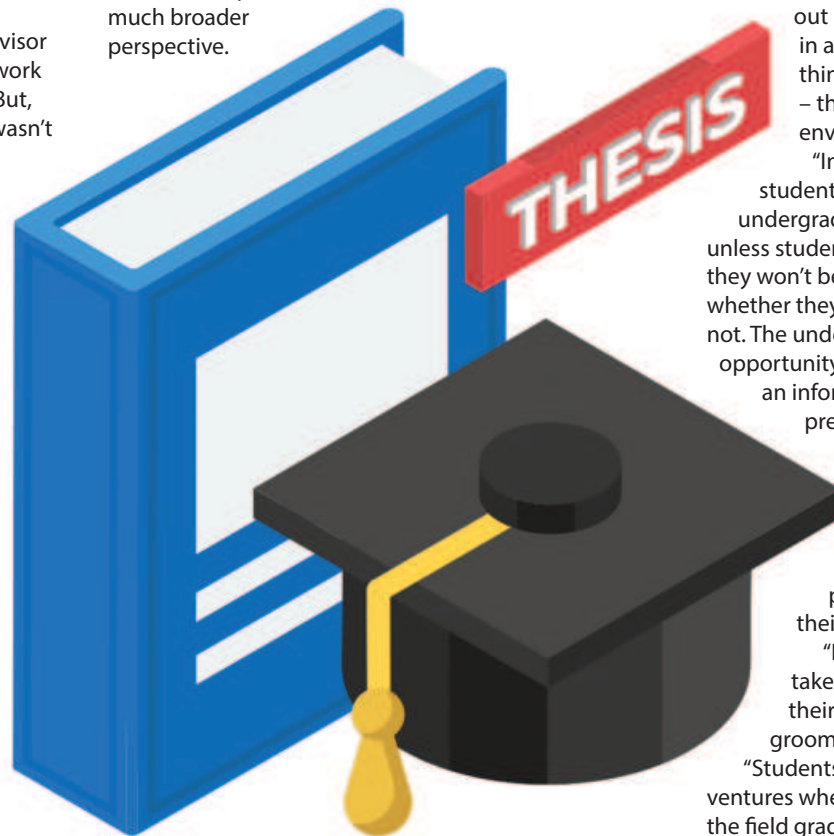 visor
work
But,
wasn't
much broader
perspective.
THESIS
out
in a
thin
– th
env
"In
student
undergrad
unless studen
they won't be
whether they
not. The unde
opportunity
an infor
pre
p
their
"I
take
their
groom
"Students
ventures whe
the field grad